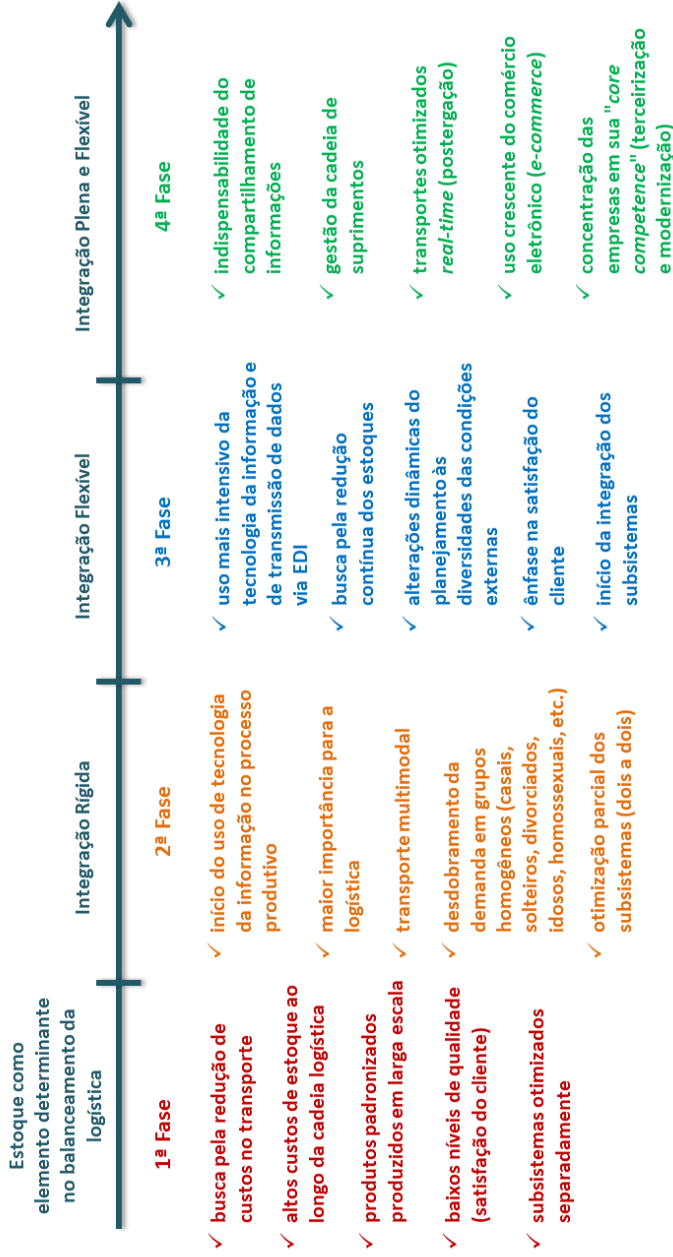 Estoque como
elemento determinante
no balanceamento da
logística
Integração Rígida
Integração Flexível
Integração Plena e Flexível
1ª Fase
✓ busca pela redução de
custos no transporte
✓ altos custos de estoque ao
longo da cadeia logística
✓ produtos padronizados
produzidos em larga escala
✓ baixos níveis de qualidade
(satisfação do cliente)
✓ subsistemas otimizados
separadamente
2ª Fase
✓ início do uso de tecnologia
da informação no processo
produtivo
✓ maior importância para a
logística
✓ transporte multimodal
✓ desdobramento da
demanda em grupos
homogêneos (casais,
solteiros, divorciados,
idosos, homossexuais, etc.)
✓ otimização parcial dos
subsistemas (dois a dois)
3ª Fase
✓ uso mais intensivo da
tecnologia da informação e
de transmissão de dados
via EDI
✓ busca pela redução
contínua dos estoques
✓ alterações dinâmicas do
planejamento às
diversidades das condições
externas
✓ ênfase na satisfação do
cliente
✓ início da integração dos
subsistemas
4ª Fase
✓ indispensabilidade do
compartilhamento de
informações
✓ gestão da cadeia de
suprimentos
✓ transportes otimizados
real-time (postergação)
✓ uso crescente do comércio
eletrônico (e-commerce)
✓ concentração das
empresas em sua "core
competence" (terceirização
e modernização)